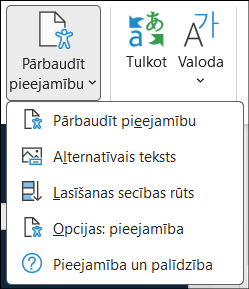 Pārbaudīt
pieejamību
Tulkot
Valoda
Pārbaudīt pieejamību
Alternatīvais teksts
Lasīšanas secības rūts
Opcijas: pieejamība
Pieejamība un palīdzība